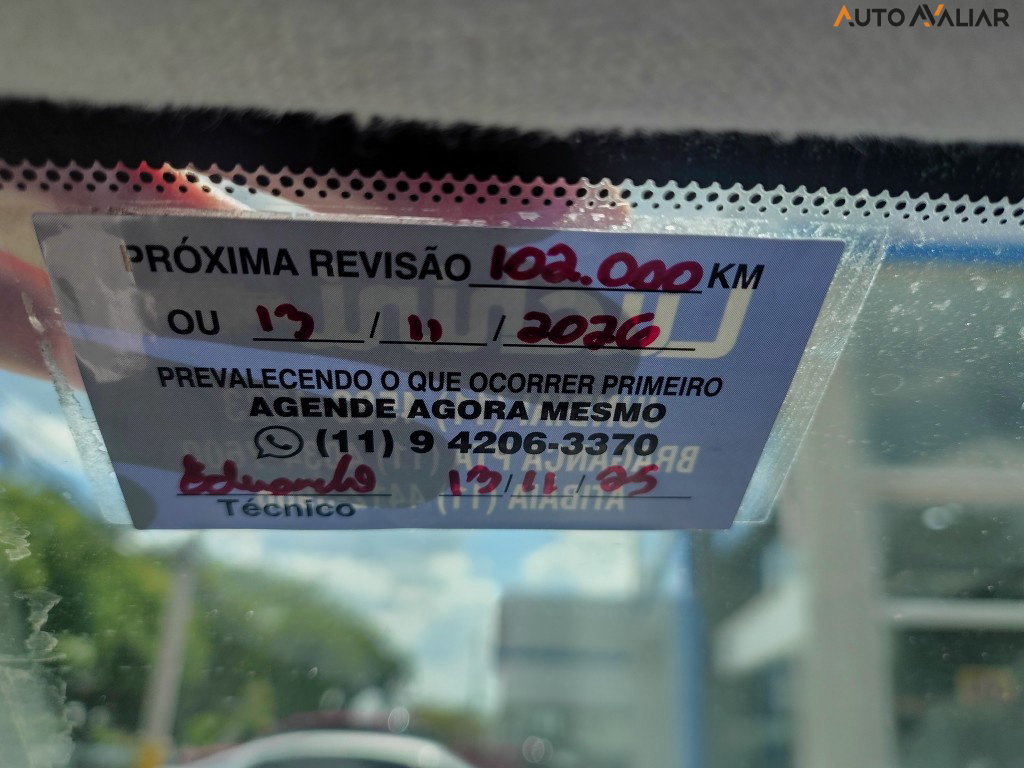 AUTO AVALIAR
PRÓXIMA REVISÃO 102.000 KM
OU 13 / 11 / 2026
PREVALECENDO O QUE OCORRER PRIMEIRO
AGENDE AGORA MESMO
(11) 9 4206-3370
Eduardo 13 / 11 / 25
Técnico